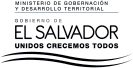 MINISTERIO DE GOBERNACIÓN
Y DESARROLLO TERRITORIAL
GOBIERNO DE
EL SALVADOR
UNIDOS CRECEMOS TODOS